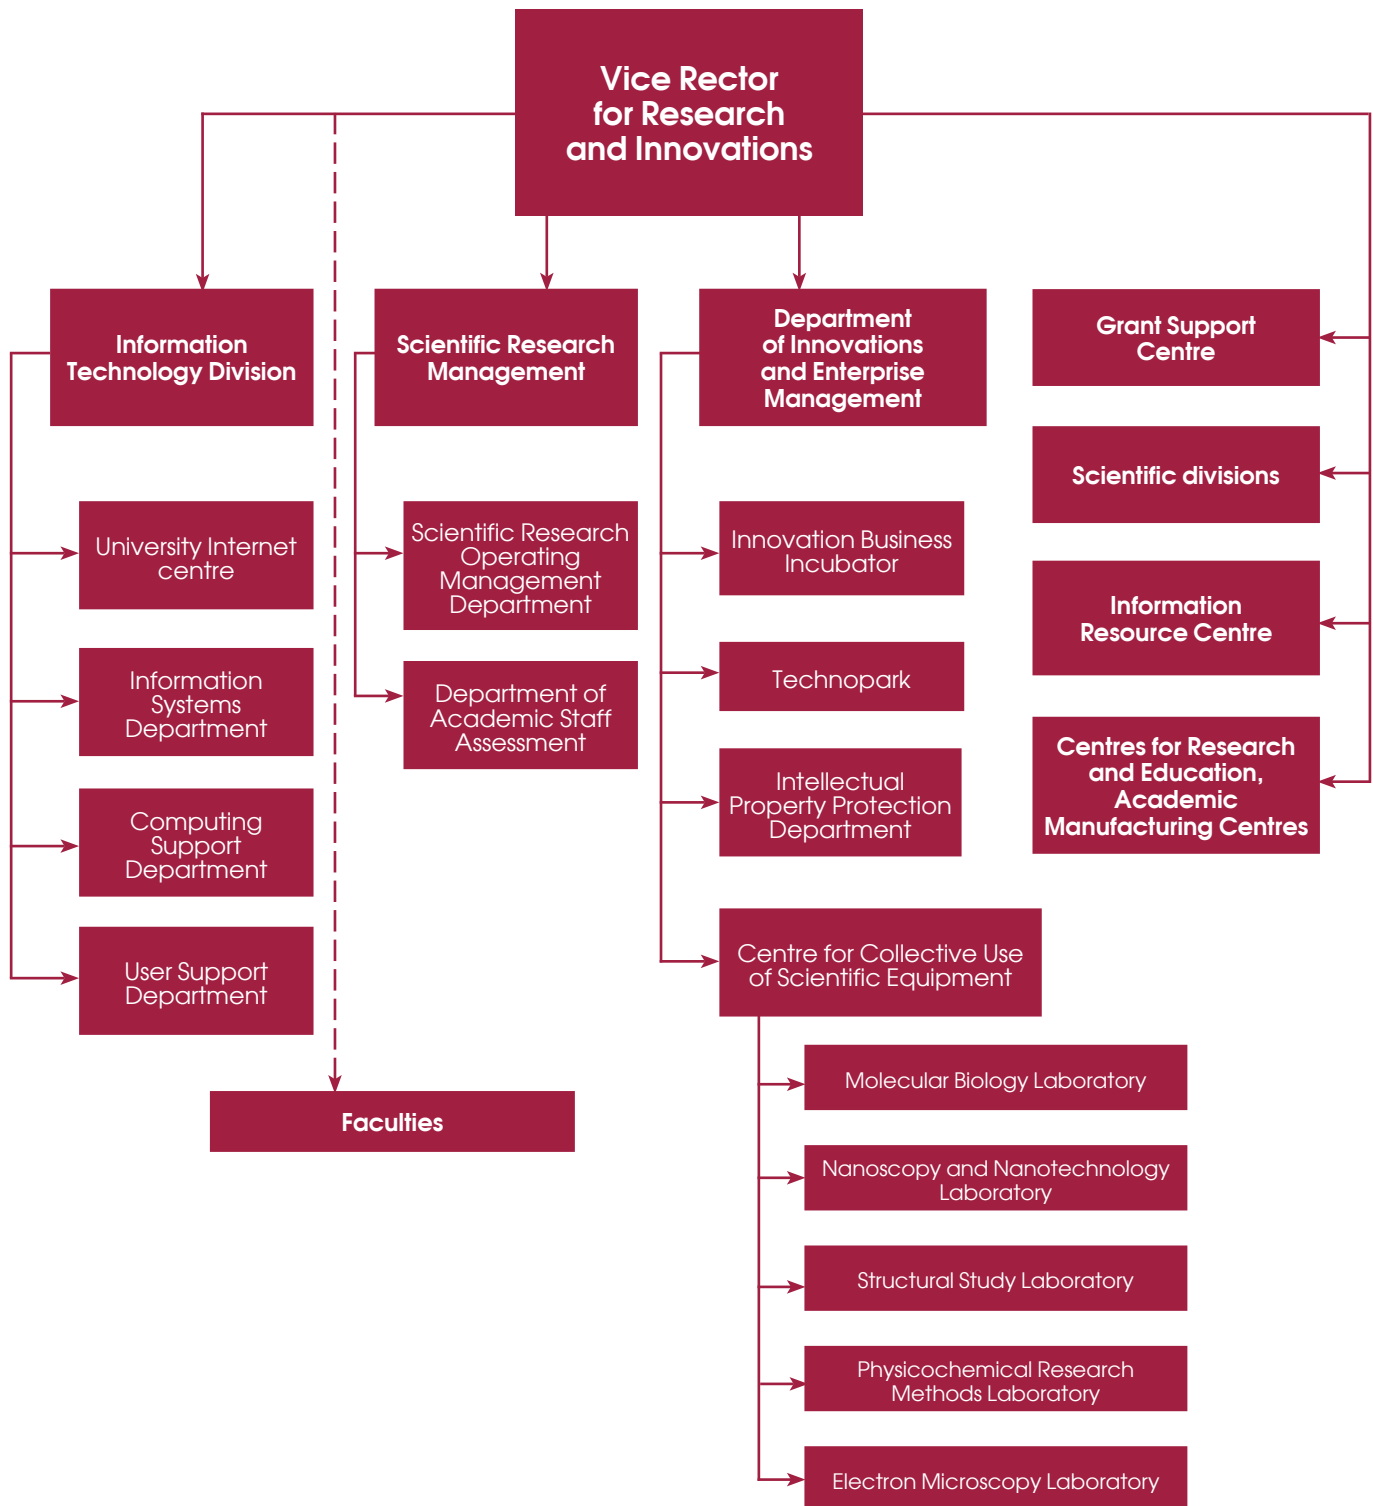 Vice Rector
for Research
and Innovations
Information
Technology Division
Scientific Research
Management
Department
of Innovations
and Enterprise
Management
Grant Support
Centre
Scientific divisions
Information
Resource Centre
Centres for Research
and Education,
Academic
Manufacturing Centres
University Internet
centre
Information
Systems
Department
Computing
Support
Department
User Support
Department
Scientific Research
Operating
Management
Department
Department of
Academic Staff
Assessment
Innovation Business
Incubator
Technopark
Intellectual
Property Protection
Department
Centre for Collective Use
of Scientific Equipment
Molecular Biology Laboratory
Nanoscopy and Nanotechnology
Laboratory
Structural Study Laboratory
Physicochemical Research
Methods Laboratory
Electron Microscopy Laboratory
Faculties